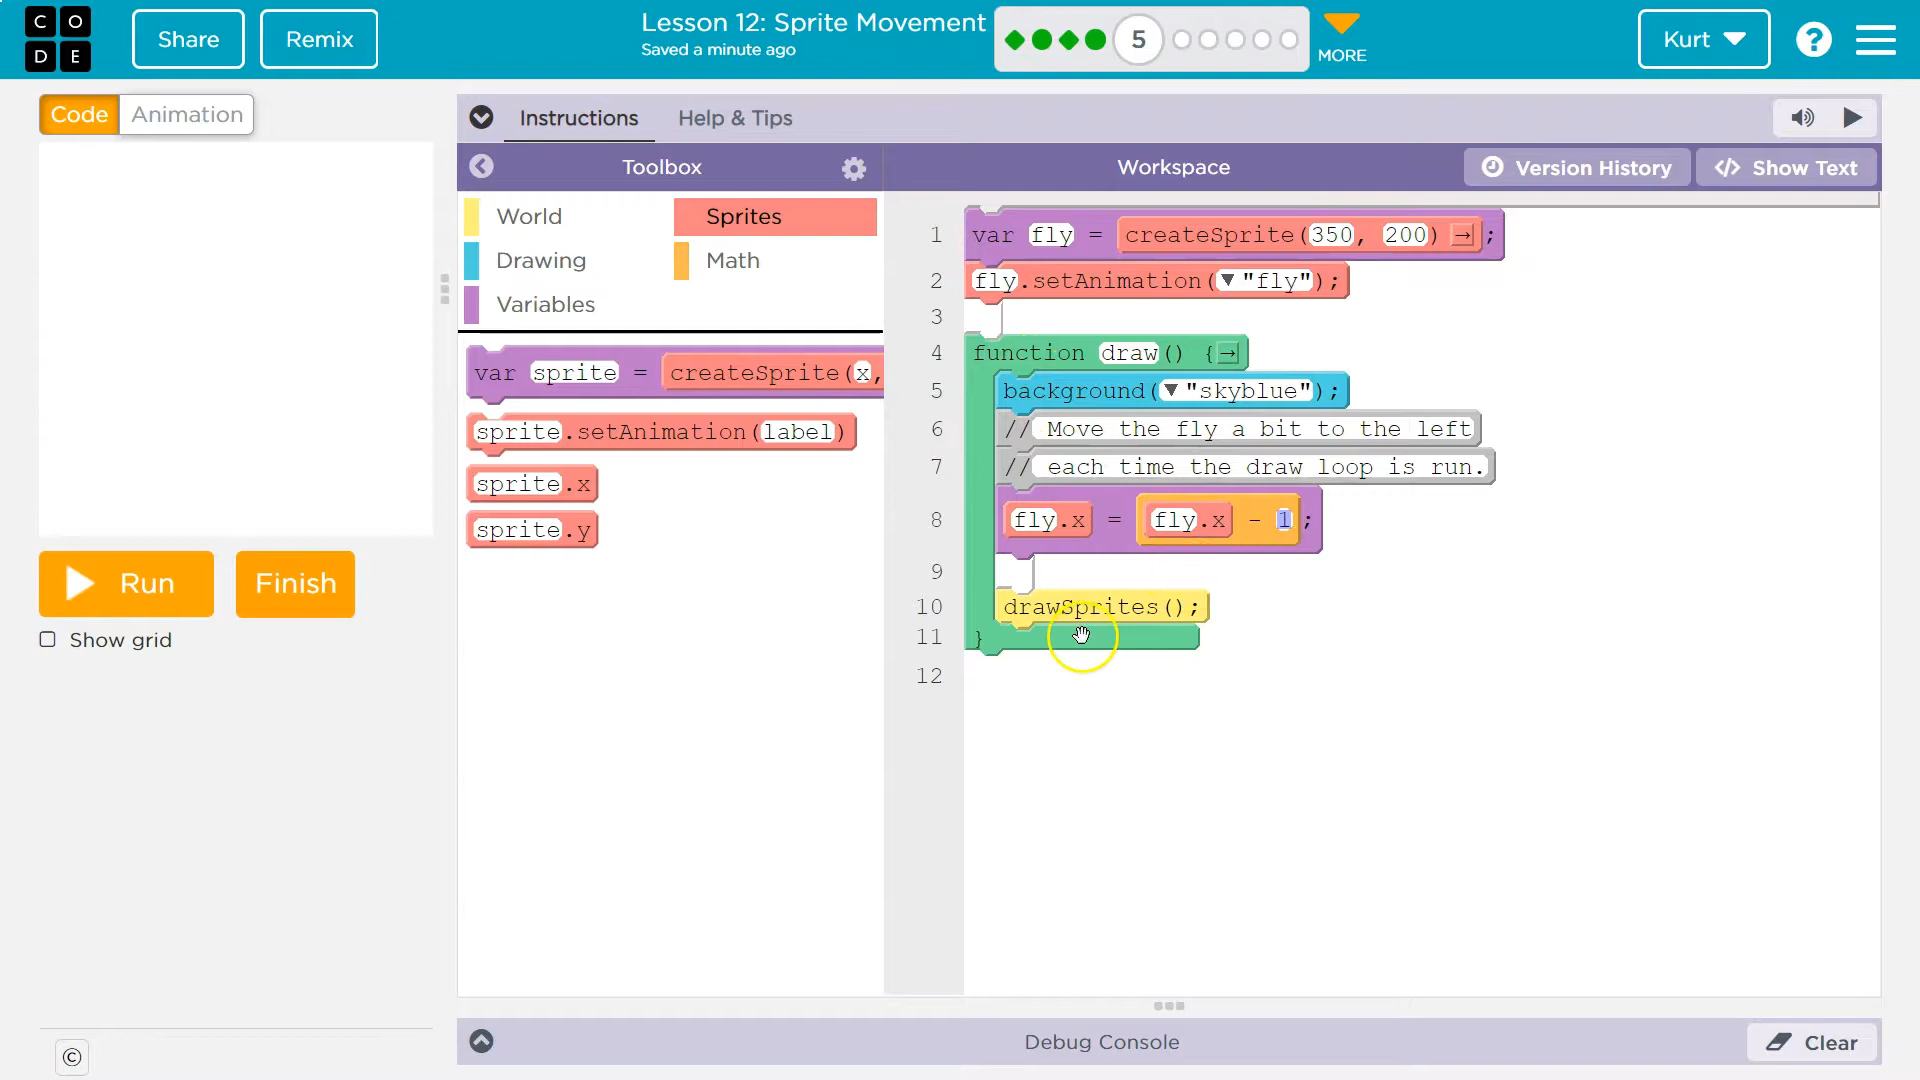 C O
D E
Share
Remix
Lesson 12: Sprite Movement
Saved a minute ago
5
MORE
Kurt
?
Code
Animation
Instructions
Help & Tips
Toolbox
Workspace
Version History
</> Show Text
World
Sprites
Drawing
Math
Variables
var sprite = createSprite(x,
sprite.setAnimation(label)
sprite.x
sprite.y
1 var fly = createSprite(350, 200) → ;
2 fly.setAnimation(▼"fly");
3
4 function draw() {→
5 background(▼"skyblue");
6 // Move the fly a bit to the left
7 // each time the draw loop is run.
8 fly.x = fly.x - 1;
9
10 drawSprites();
11 }
12
Run
Finish
Show grid
Debug Console
Clear
©